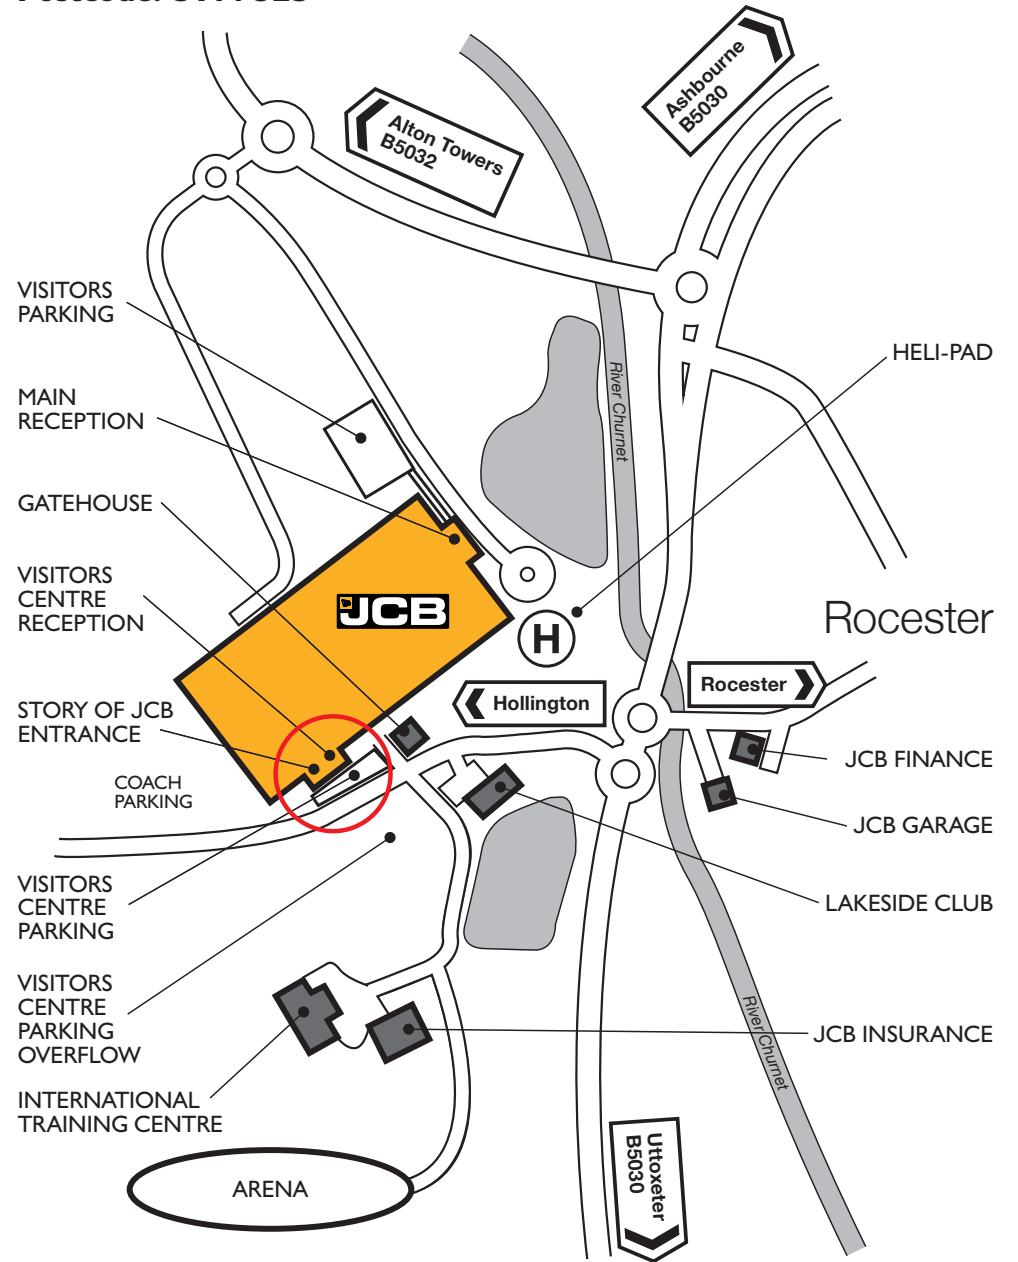 Ashbourne
B5030
Alton Towers
B5032
VISITORS
PARKING
HELI-PAD
MAIN
RECEPTION
River Churnet
GATEHOUSE
VISITORS
CENTRE
RECEPTION
JCB
H
Rocester
Rocester
Hollington
STORY OF JCB
ENTRANCE
JCB FINANCE
COACH
PARKING
JCB GARAGE
VISITORS
CENTRE
PARKING
LAKESIDE CLUB
VISITORS
CENTRE
PARKING
OVERFLOW
River Churnet
JCB INSURANCE
INTERNATIONAL
TRAINING CENTRE
Uttoxeter
B5030
ARENA